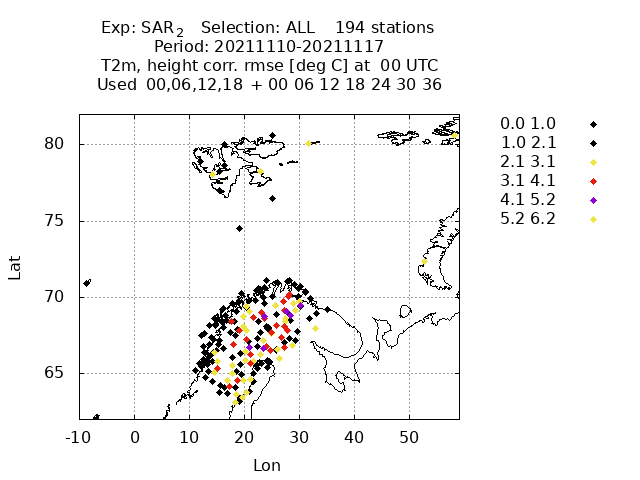 Exp: SAR2 Selection: ALL 194 stations
Period: 20211110-20211117
T2m, height corr. rmse [deg C] at 00 UTC
Used 00,06,12,18 + 00 06 12 18 24 30 36
0.0 1.0
1.0 2.1
2.1 3.1
3.1 4.1
4.1 5.2
5.2 6.2
80
75
70
65
Lat
-10 0 10 20 30 40 50
Lon